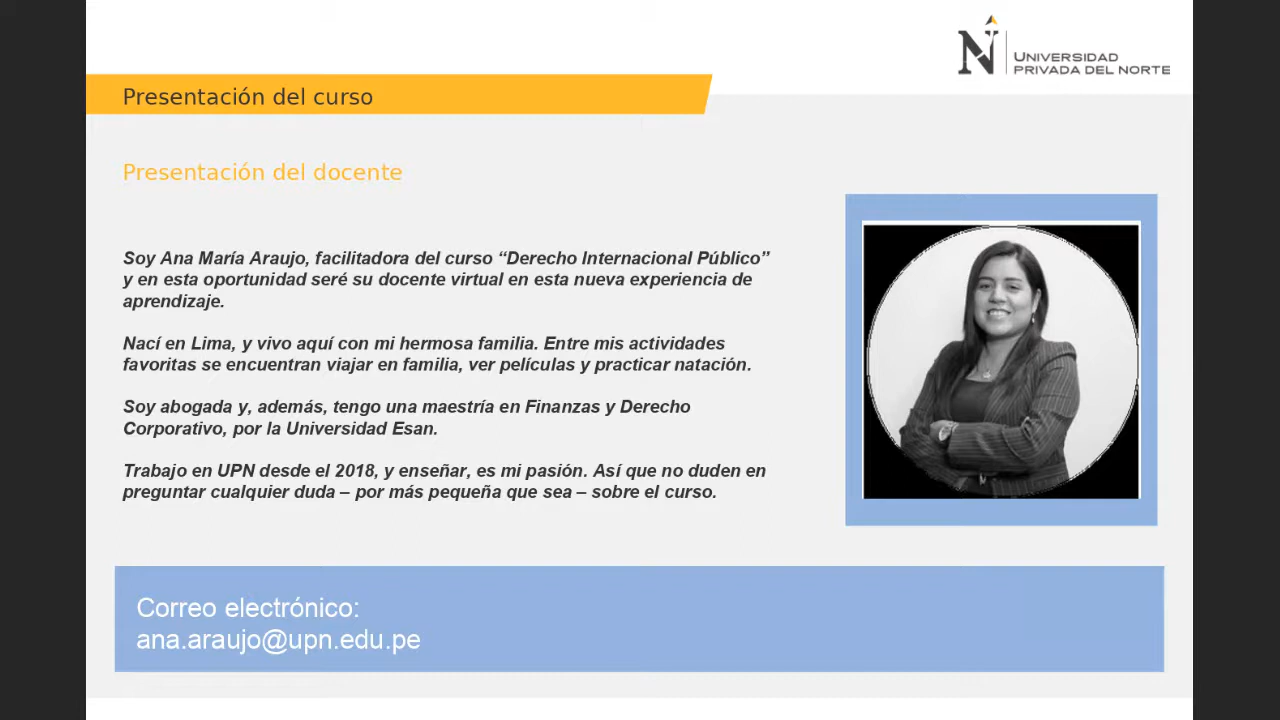 UNIVERSIDAD
PRIVADA DEL NORTE
Presentación del curso
Presentación del docente
Soy Ana María Araujo, facilitadora del curso “Derecho Internacional Público”
y en esta oportunidad seré su docente virtual en esta nueva experiencia de
aprendizaje.
Nací en Lima, y vivo aquí con mi hermosa familia. Entre mis actividades
favoritas se encuentran viajar en familia, ver películas y practicar natación.
Soy abogada y, además, tengo una maestría en Finanzas y Derecho
Corporativo, por la Universidad Esan.
Trabajo en UPN desde el 2018, y enseñar, es mi pasión. Así que no duden en
preguntar cualquier duda – por más pequeña que sea – sobre el curso.
Correo electrónico:
ana.araujo@upn.edu.pe